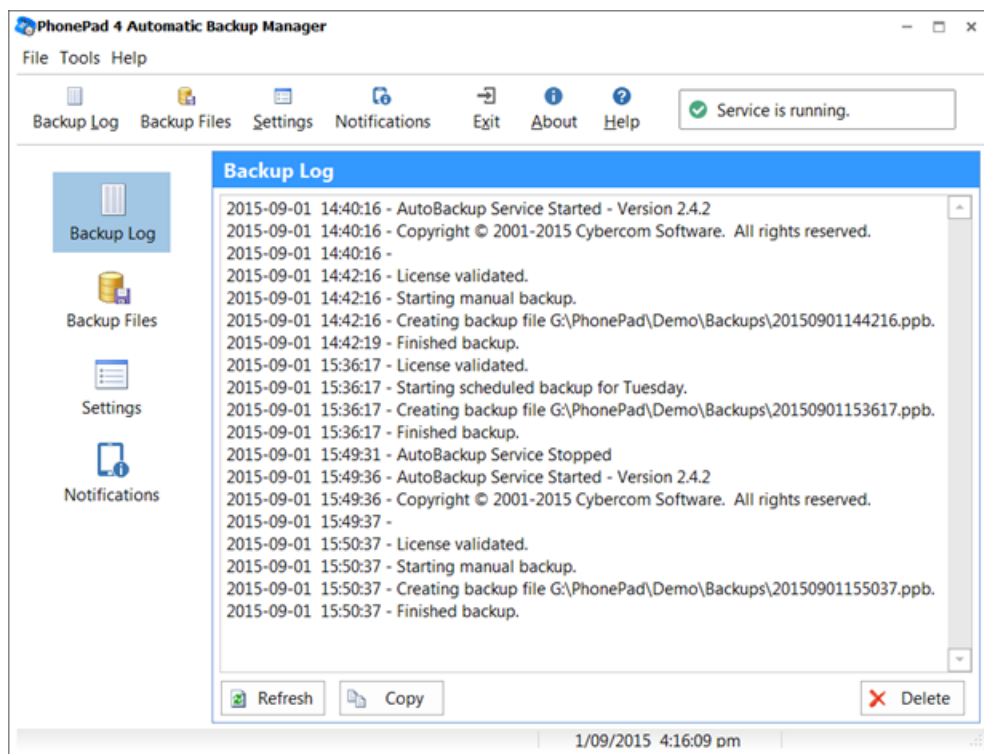 PhonePad 4 Automatic Backup Manager
File Tools Help
Backup Log Backup Files Settings Notifications Exit About Help Service is running.
Backup Log
Backup Files
Settings
Notifications
Backup Log
2015-09-01 14:40:16 - AutoBackup Service Started - Version 2.4.2
2015-09-01 14:40:16 - Copyright © 2001-2015 Cybercom Software. All rights reserved.
2015-09-01 14:40:16 -
2015-09-01 14:42:16 - License validated.
2015-09-01 14:42:16 - Starting manual backup.
2015-09-01 14:42:16 - Creating backup file G:\PhonePad\Demo\Backups\20150901144216.ppb.
2015-09-01 14:42:19 - Finished backup.
2015-09-01 15:36:17 - License validated.
2015-09-01 15:36:17 - Starting scheduled backup for Tuesday.
2015-09-01 15:36:17 - Creating backup file G:\PhonePad\Demo\Backups\20150901153617.ppb.
2015-09-01 15:36:17 - Finished backup.
2015-09-01 15:49:31 - AutoBackup Service Stopped
2015-09-01 15:49:36 - AutoBackup Service Started - Version 2.4.2
2015-09-01 15:49:36 - Copyright © 2001-2015 Cybercom Software. All rights reserved.
2015-09-01 15:49:37 -
2015-09-01 15:50:37 - License validated.
2015-09-01 15:50:37 - Starting manual backup.
2015-09-01 15:50:37 - Creating backup file G:\PhonePad\Demo\Backups\20150901155037.ppb.
2015-09-01 15:50:37 - Finished backup.
Refresh Copy Delete
1/09/2015 4:16:09 pm